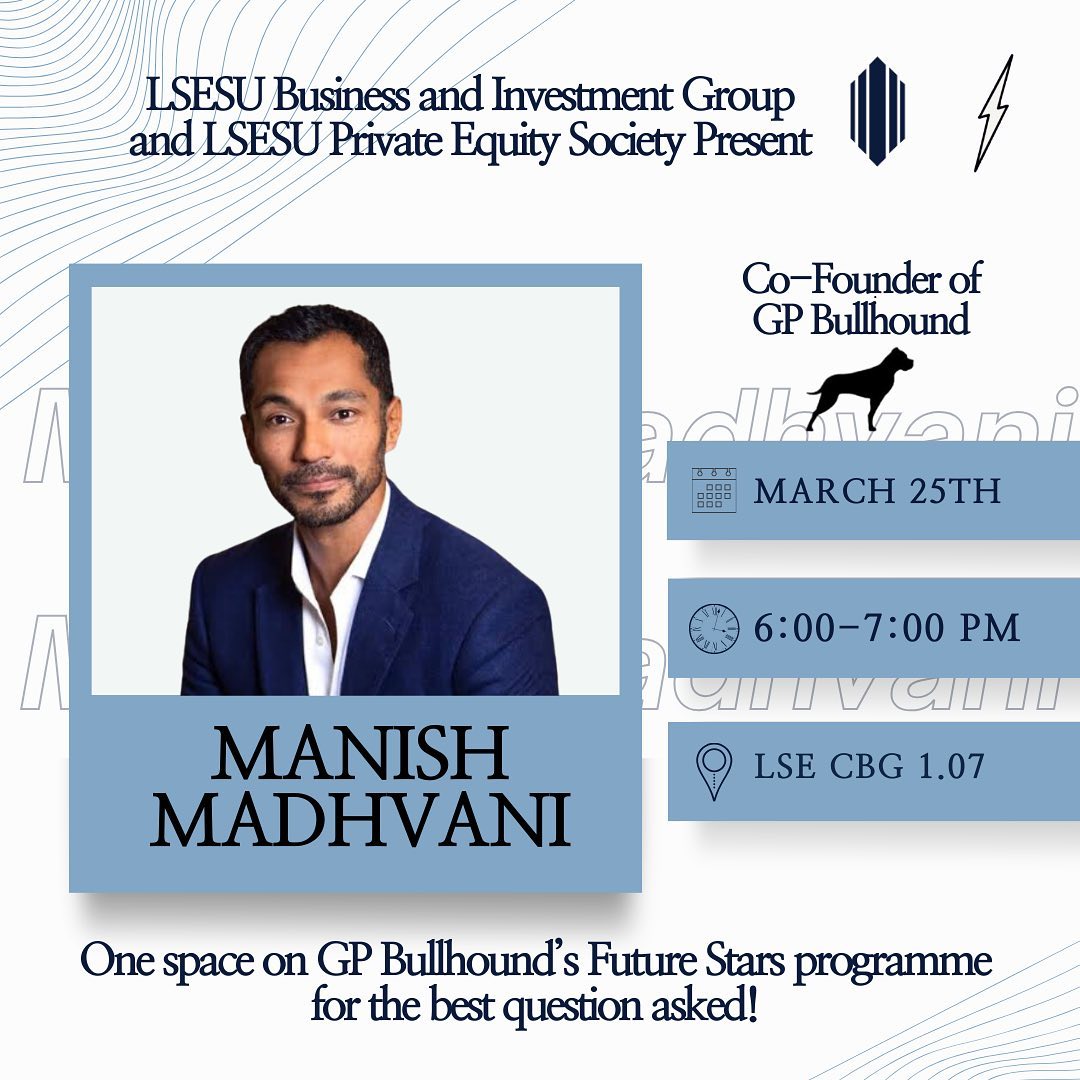 LSESU Business and Investment Group
and LSESU Private Equity Society Present
Co-Founder of
GP Bullhound
MARCH 25TH
6:00-7:00 PM
LSE CBG 1.07
MANISH
MADHVANI
One space on GP Bullhound's Future Stars programme
for the best question asked!